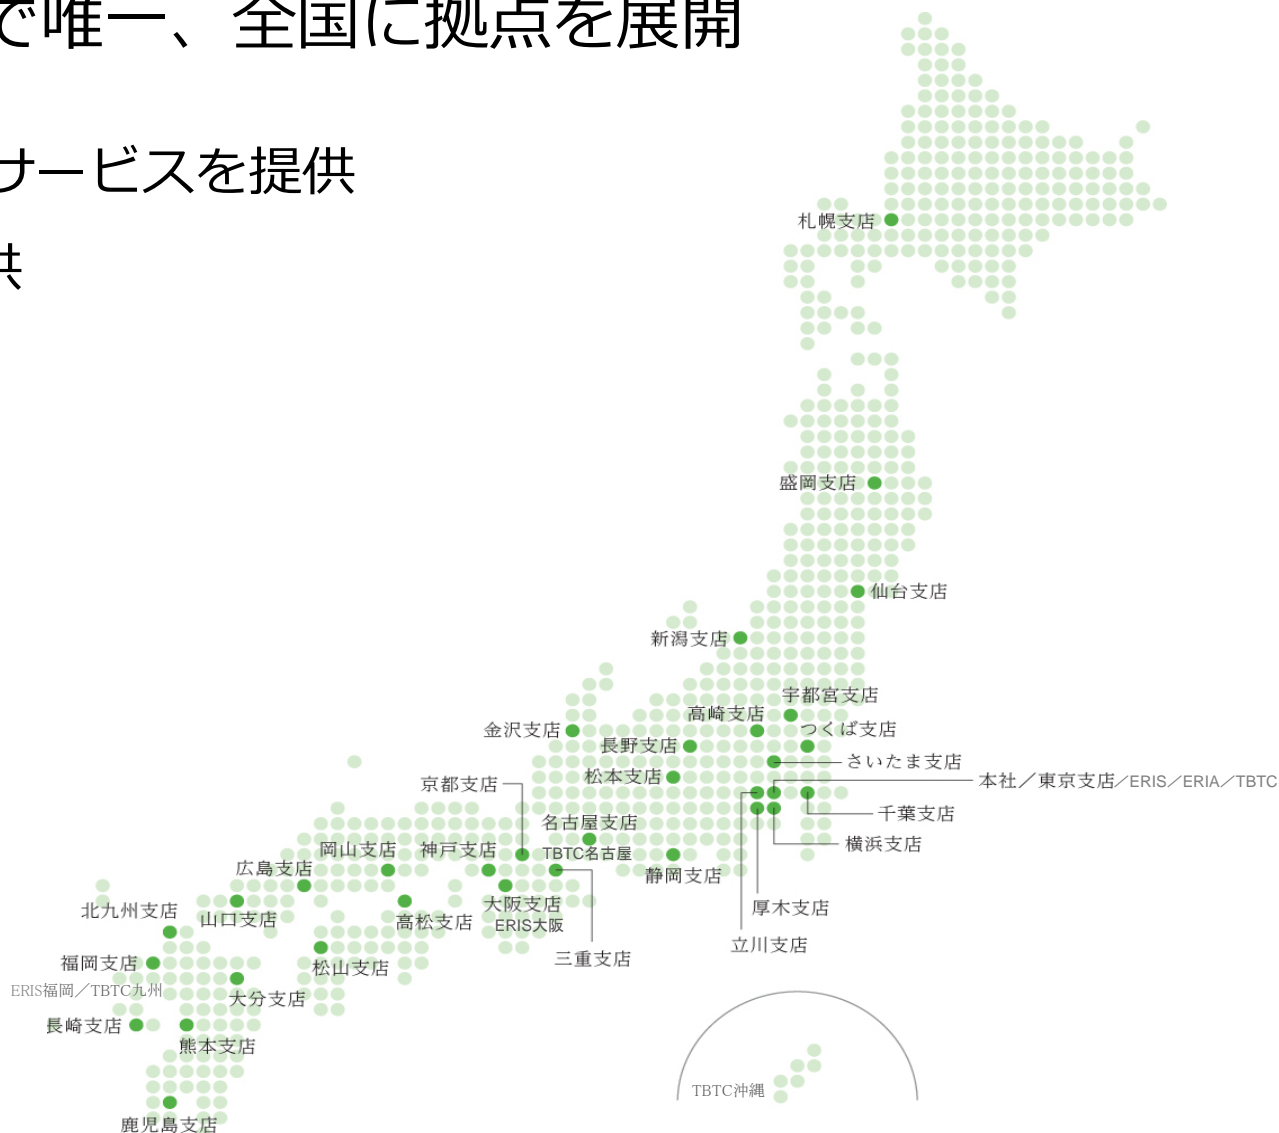 で唯一、全国に拠点を展開
サービスを提供
供
札幌支店
盛岡支店
仙台支店
新潟支店
宇都宮支店
高崎支店
つくば支店
金沢支店
長野支店
さいたま支店
松本支店
本社／東京支店／ERIS／ERIA／TBTC
京都支店
千葉支店
名古屋支店
TBTC名古屋
横浜支店
岡山支店
神戸支店
広島支店
静岡支店
大阪支店
ERIS大阪
厚木支店
北九州支店
山口支店
高松支店
立川支店
三重支店
福岡支店
ERIS福岡／TBTC九州
松山支店
大分支店
長崎支店
熊本支店
TBTC沖縄
鹿児島支店